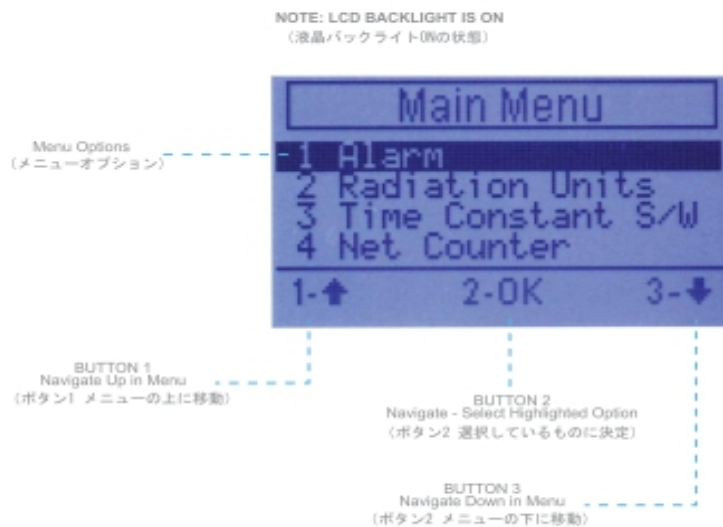 NOTE: LCD BACKLIGHT IS ON
(液晶バックライトONの状態)
Main Menu
Menu Options
(メニューオプション)
1 Alarm
2 Radiation Units
3 Time Constant S/W
4 Net Counter
1-↑ 2-OK 3-↓
BUTTON 1
Navigate Up in Menu
(ボタン1 メニューの上に移動)
BUTTON 2
Navigate - Select Highlighted Option
(ボタン2 選択しているものに決定)
BUTTON 3
Navigate Down in Menu
(ボタン2 メニューの下に移動)